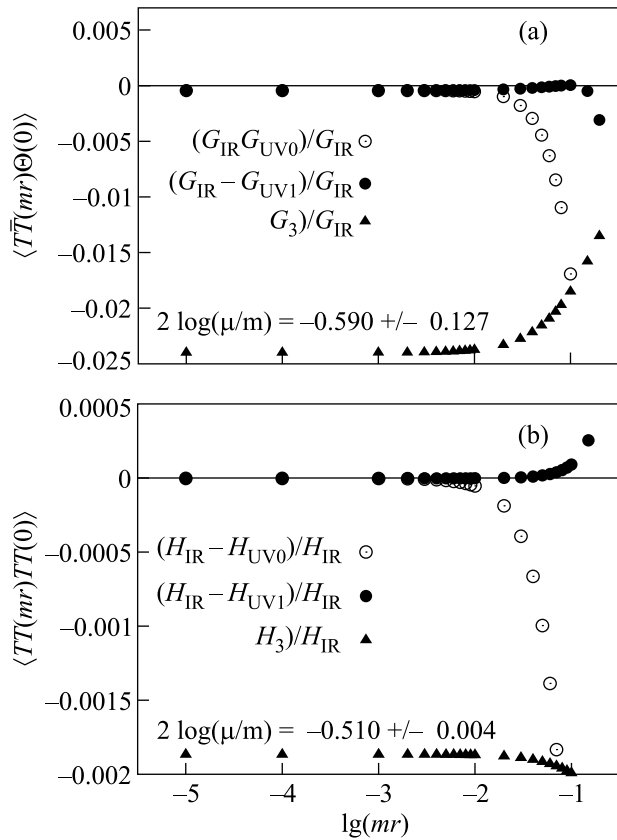 0.005
(a)
0
−0.005
(G_IR G_UV0)/G_IR ⊙
(G_IR − G_UV1)/G_IR ●
−0.01
G_3)/G_IR ▲
−0.015
−0.02
2 log(μ/m) = −0.590 +/− 0.127
−0.025
⟨TT̄(mr)Θ(0)⟩
0.0005
(b)
0
−0.0005
(H_IR − H_UV0)/H_IR ⊙
(H_IR − H_UV1)/H_IR ●
−0.001
H_3)/H_IR ▲
−0.0015
2 log(μ/m) = −0.510 +/− 0.004
−0.002
⟨TT(mr)TT(0)⟩
−5 −4 −3 −2 −1
lg(mr)